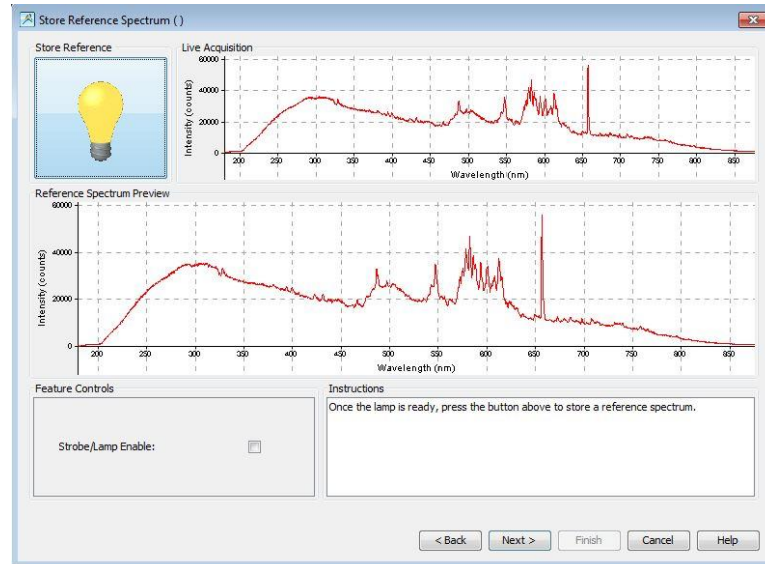 Store Reference Spectrum ( )
Store Reference
Live Acquisition
60000
40000
20000
0
Intensity (counts)
200 250 300 350 400 450 500 550 600 650 700 750 800 850
Wavelength (nm)
Reference Spectrum Preview
60000
40000
20000
0
Intensity (counts)
200 250 300 350 400 450 500 550 600 650 700 750 800 850
Wavelength (nm)
Feature Controls
Strobe/Lamp Enable:
Instructions
Once the lamp is ready, press the button above to store a reference spectrum.
< Back Next > Finish Cancel Help